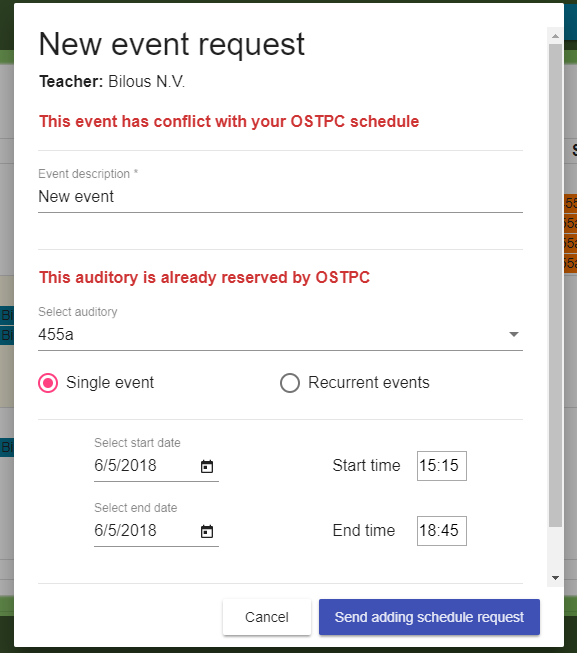 New event request
Teacher: Bilous N.V.
This event has conflict with your OSTPC schedule
Event description *
New event
This auditory is already reserved by OSTPC
Select auditory
455a
Single event
Recurrent events
Select start date
6/5/2018
Start time
15:15
Select end date
6/5/2018
End time
18:45
Cancel
Send adding schedule request